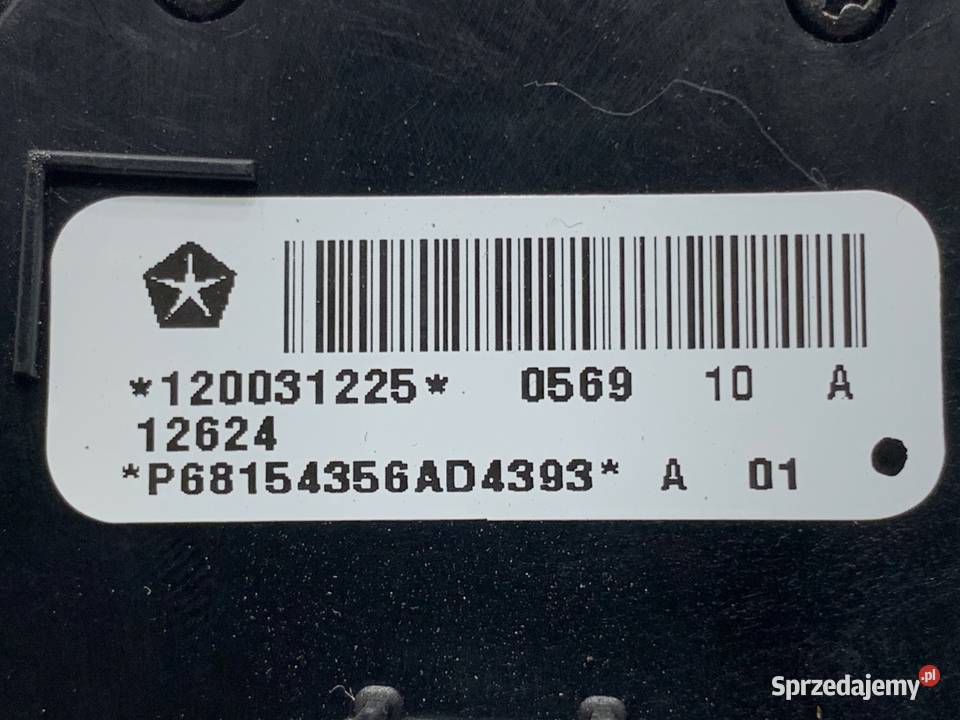 *120031225* 0569 10 A
12624
*P68154356AD4393* A 01
Sprzedajemy.pl